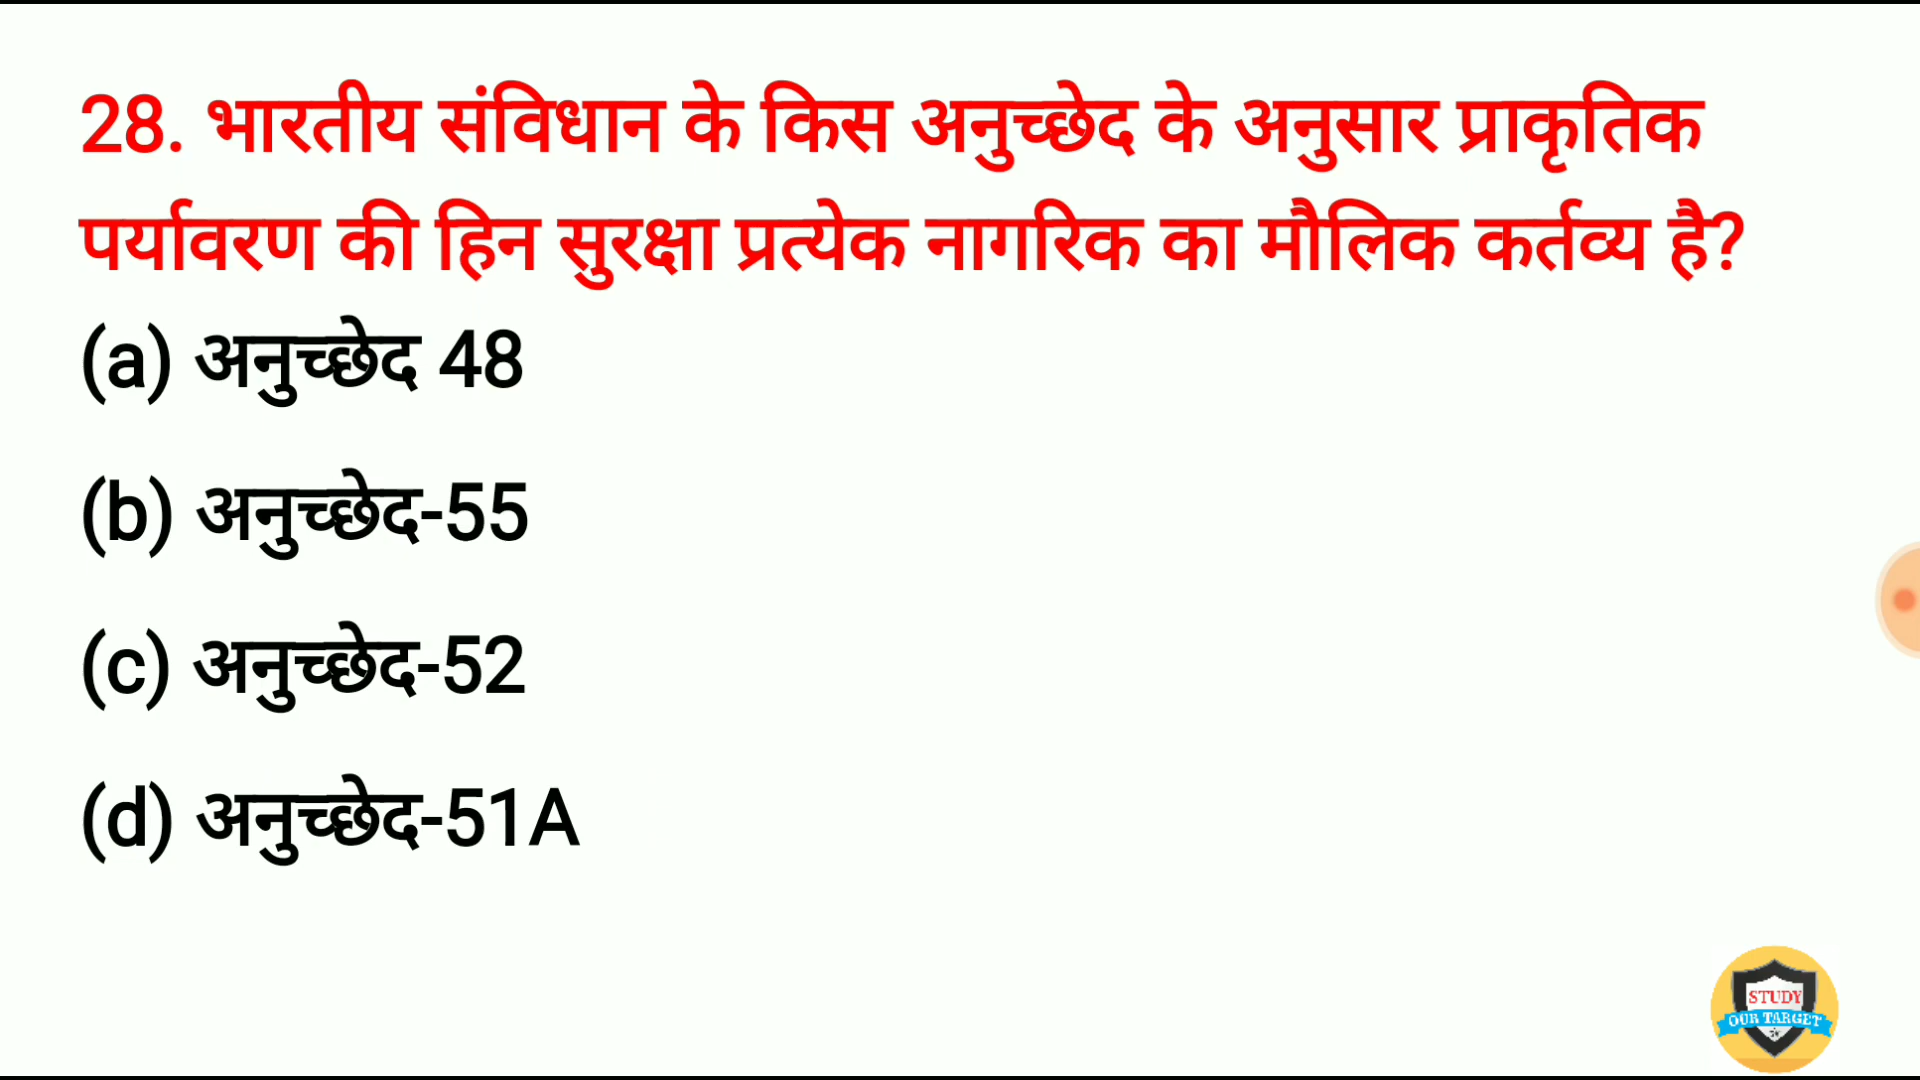 28. भारतीय संविधान के किस अनुच्छेद के अनुसार प्राकृतिक
पर्यावरण की हिन सुरक्षा प्रत्येक नागरिक का मौलिक कर्तव्य है?
(a) अनुच्छेद 48
(b) अनुच्छेद-55
(c) अनुच्छेद-52
(d) अनुच्छेद-51A
STUDY
OUR TARGET